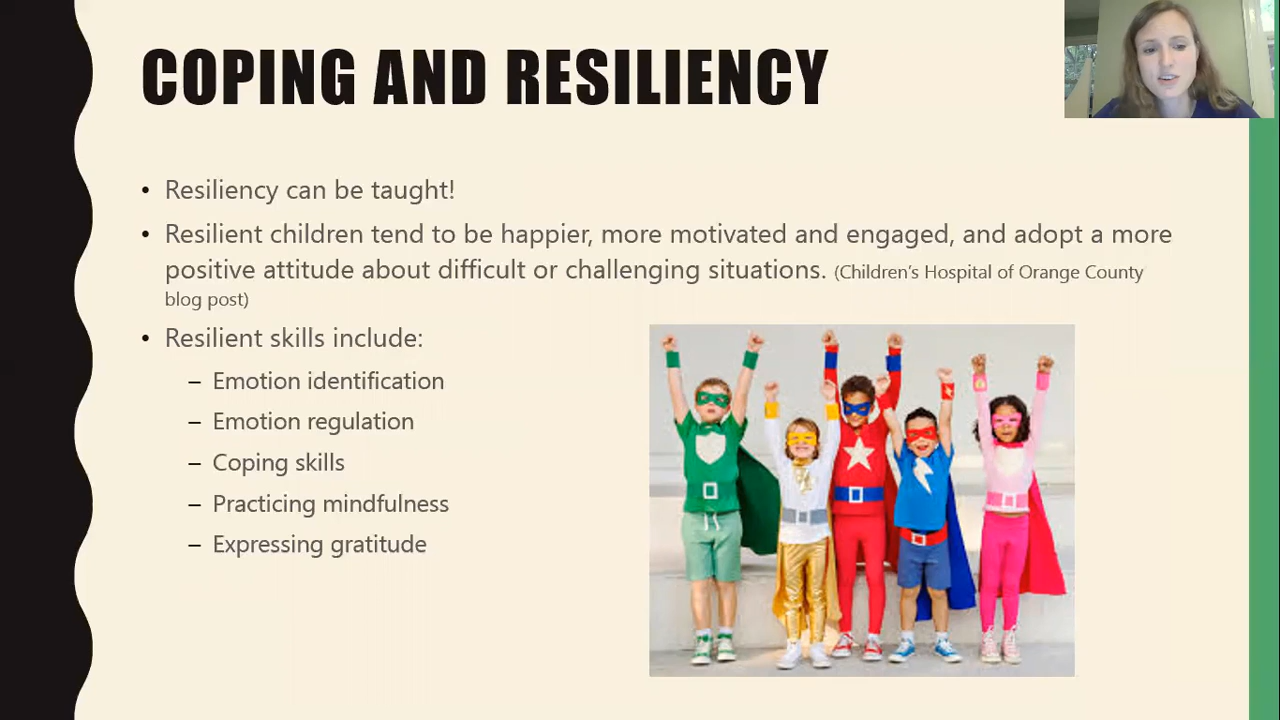 COPING AND RESILIENCY
• Resiliency can be taught!
• Resilient children tend to be happier, more motivated and engaged, and adopt a more
positive attitude about difficult or challenging situations. (Children's Hospital of Orange County
blog post)
• Resilient skills include:
– Emotion identification
– Emotion regulation
– Coping skills
– Practicing mindfulness
– Expressing gratitude